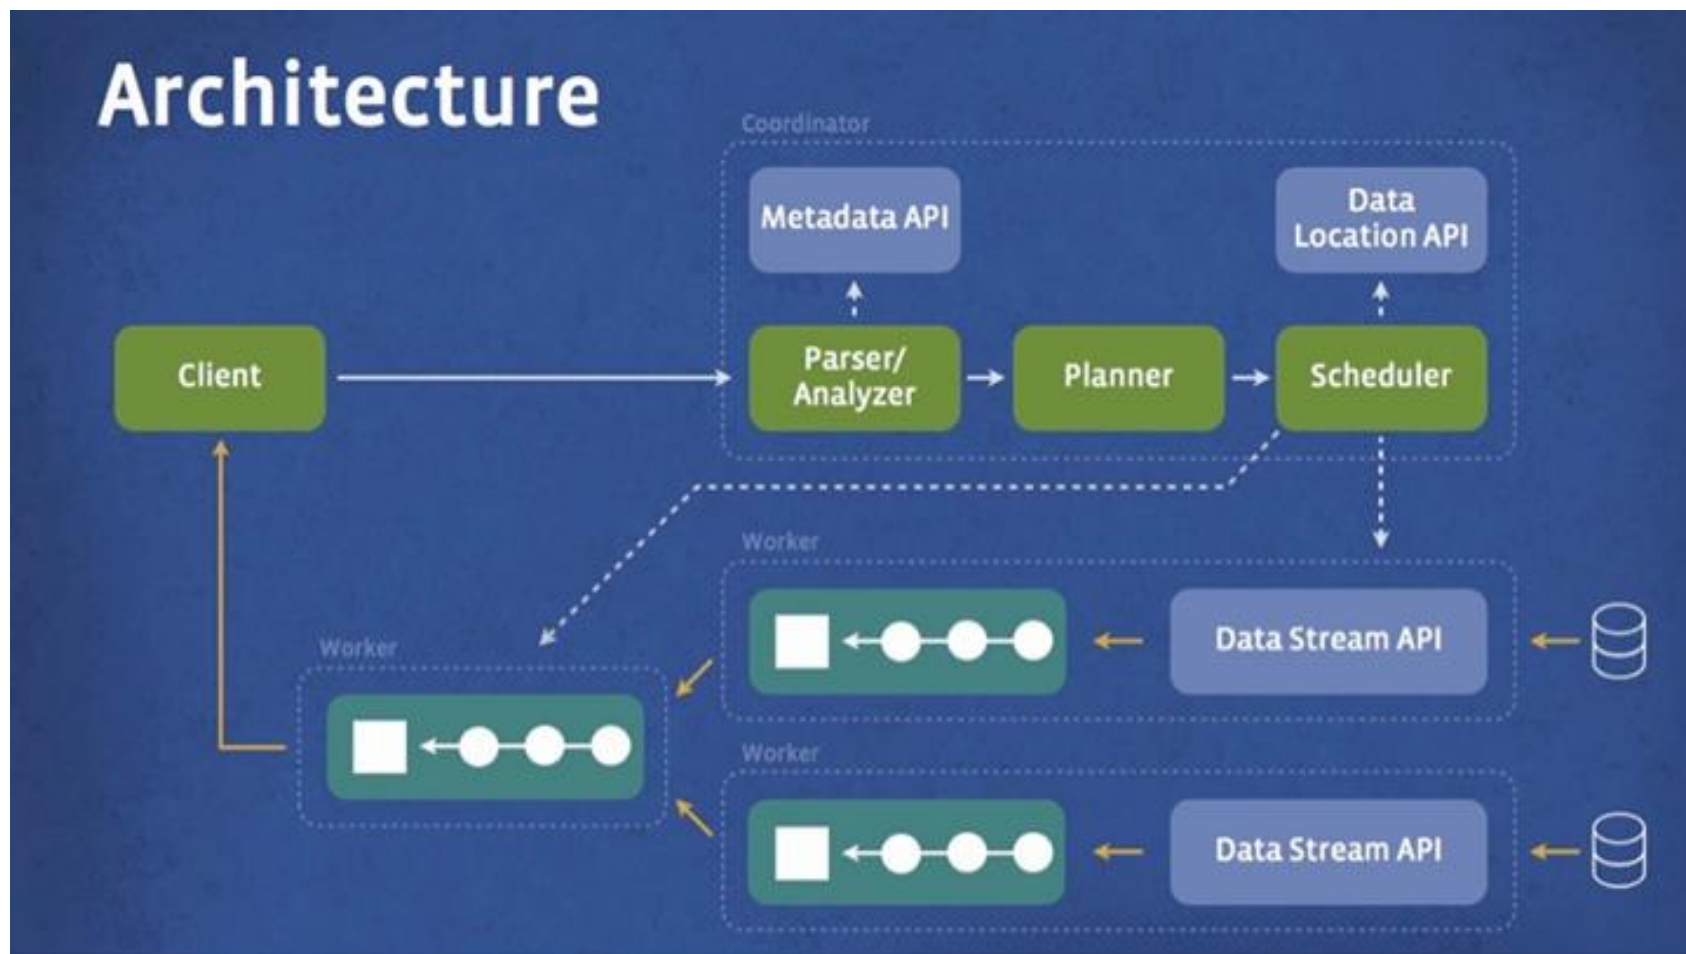 Architecture
Coordinator
Metadata API
Data
Location API
Client
Parser/
Analyzer
Planner
Scheduler
Worker
Data Stream API
Worker
Worker
Data Stream API